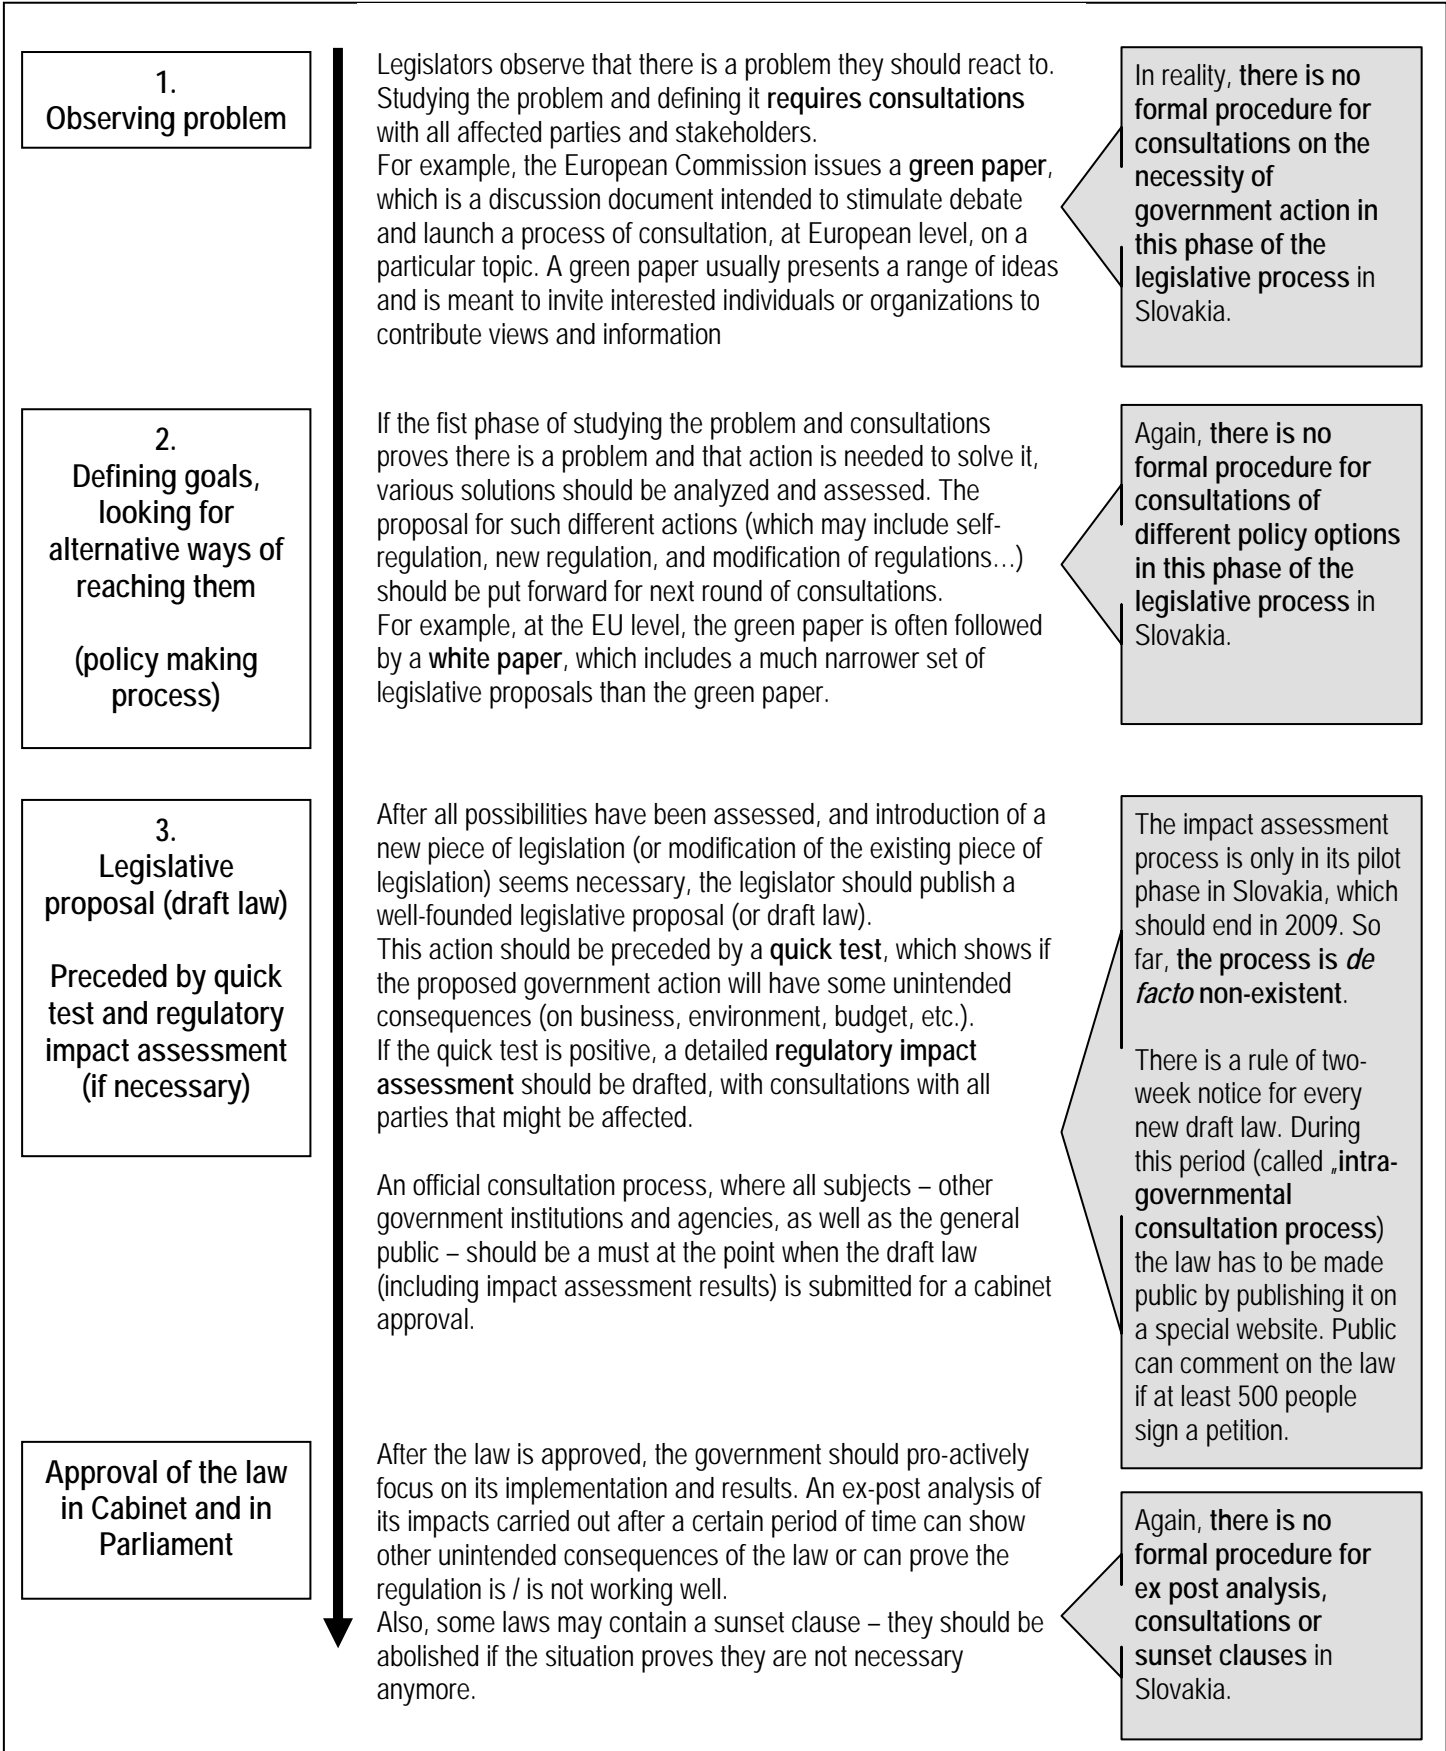 1.
Observing problem
Legislators observe that there is a problem they should react to.
Studying the problem and defining it requires consultations
with all affected parties and stakeholders.
For example, the European Commission issues a green paper,
which is a discussion document intended to stimulate debate
and launch a process of consultation, at European level, on a
particular topic. A green paper usually presents a range of ideas
and is meant to invite interested individuals or organizations to
contribute views and information
In reality, there is no
formal procedure for
consultations on the
necessity of
government action in
this phase of the
legislative process in
Slovakia.
2.
Defining goals,
looking for
alternative ways of
reaching them
(policy making
process)
If the fist phase of studying the problem and consultations
proves there is a problem and that action is needed to solve it,
various solutions should be analyzed and assessed. The
proposal for such different actions (which may include self-
regulation, new regulation, and modification of regulations…)
should be put forward for next round of consultations.
For example, at the EU level, the green paper is often followed
by a white paper, which includes a much narrower set of
legislative proposals than the green paper.
Again, there is no
formal procedure for
consultations of
different policy options
in this phase of the
legislative process in
Slovakia.
3.
Legislative
proposal (draft law)
Preceded by quick
test and regulatory
impact assessment
(if necessary)
After all possibilities have been assessed, and introduction of a
new piece of legislation (or modification of the existing piece of
legislation) seems necessary, the legislator should publish a
well-founded legislative proposal (or draft law).
This action should be preceded by a quick test, which shows if
the proposed government action will have some unintended
consequences (on business, environment, budget, etc.).
If the quick test is positive, a detailed regulatory impact
assessment should be drafted, with consultations with all
parties that might be affected.
An official consultation process, where all subjects – other
government institutions and agencies, as well as the general
public – should be a must at the point when the draft law
(including impact assessment results) is submitted for a cabinet
approval.
The impact assessment
process is only in its pilot
phase in Slovakia, which
should end in 2009. So
far, the process is de
facto non-existent.
There is a rule of two-
week notice for every
new draft law. During
this period (called „intra-
governmental
consultation process)
the law has to be made
public by publishing it on
a special website. Public
can comment on the law
if at least 500 people
sign a petition.
Approval of the law
in Cabinet and in
Parliament
After the law is approved, the government should pro-actively
focus on its implementation and results. An ex-post analysis of
its impacts carried out after a certain period of time can show
other unintended consequences of the law or can prove the
regulation is / is not working well.
Also, some laws may contain a sunset clause – they should be
abolished if the situation proves they are not necessary
anymore.
Again, there is no
formal procedure for
ex post analysis,
consultations or
sunset clauses in
Slovakia.